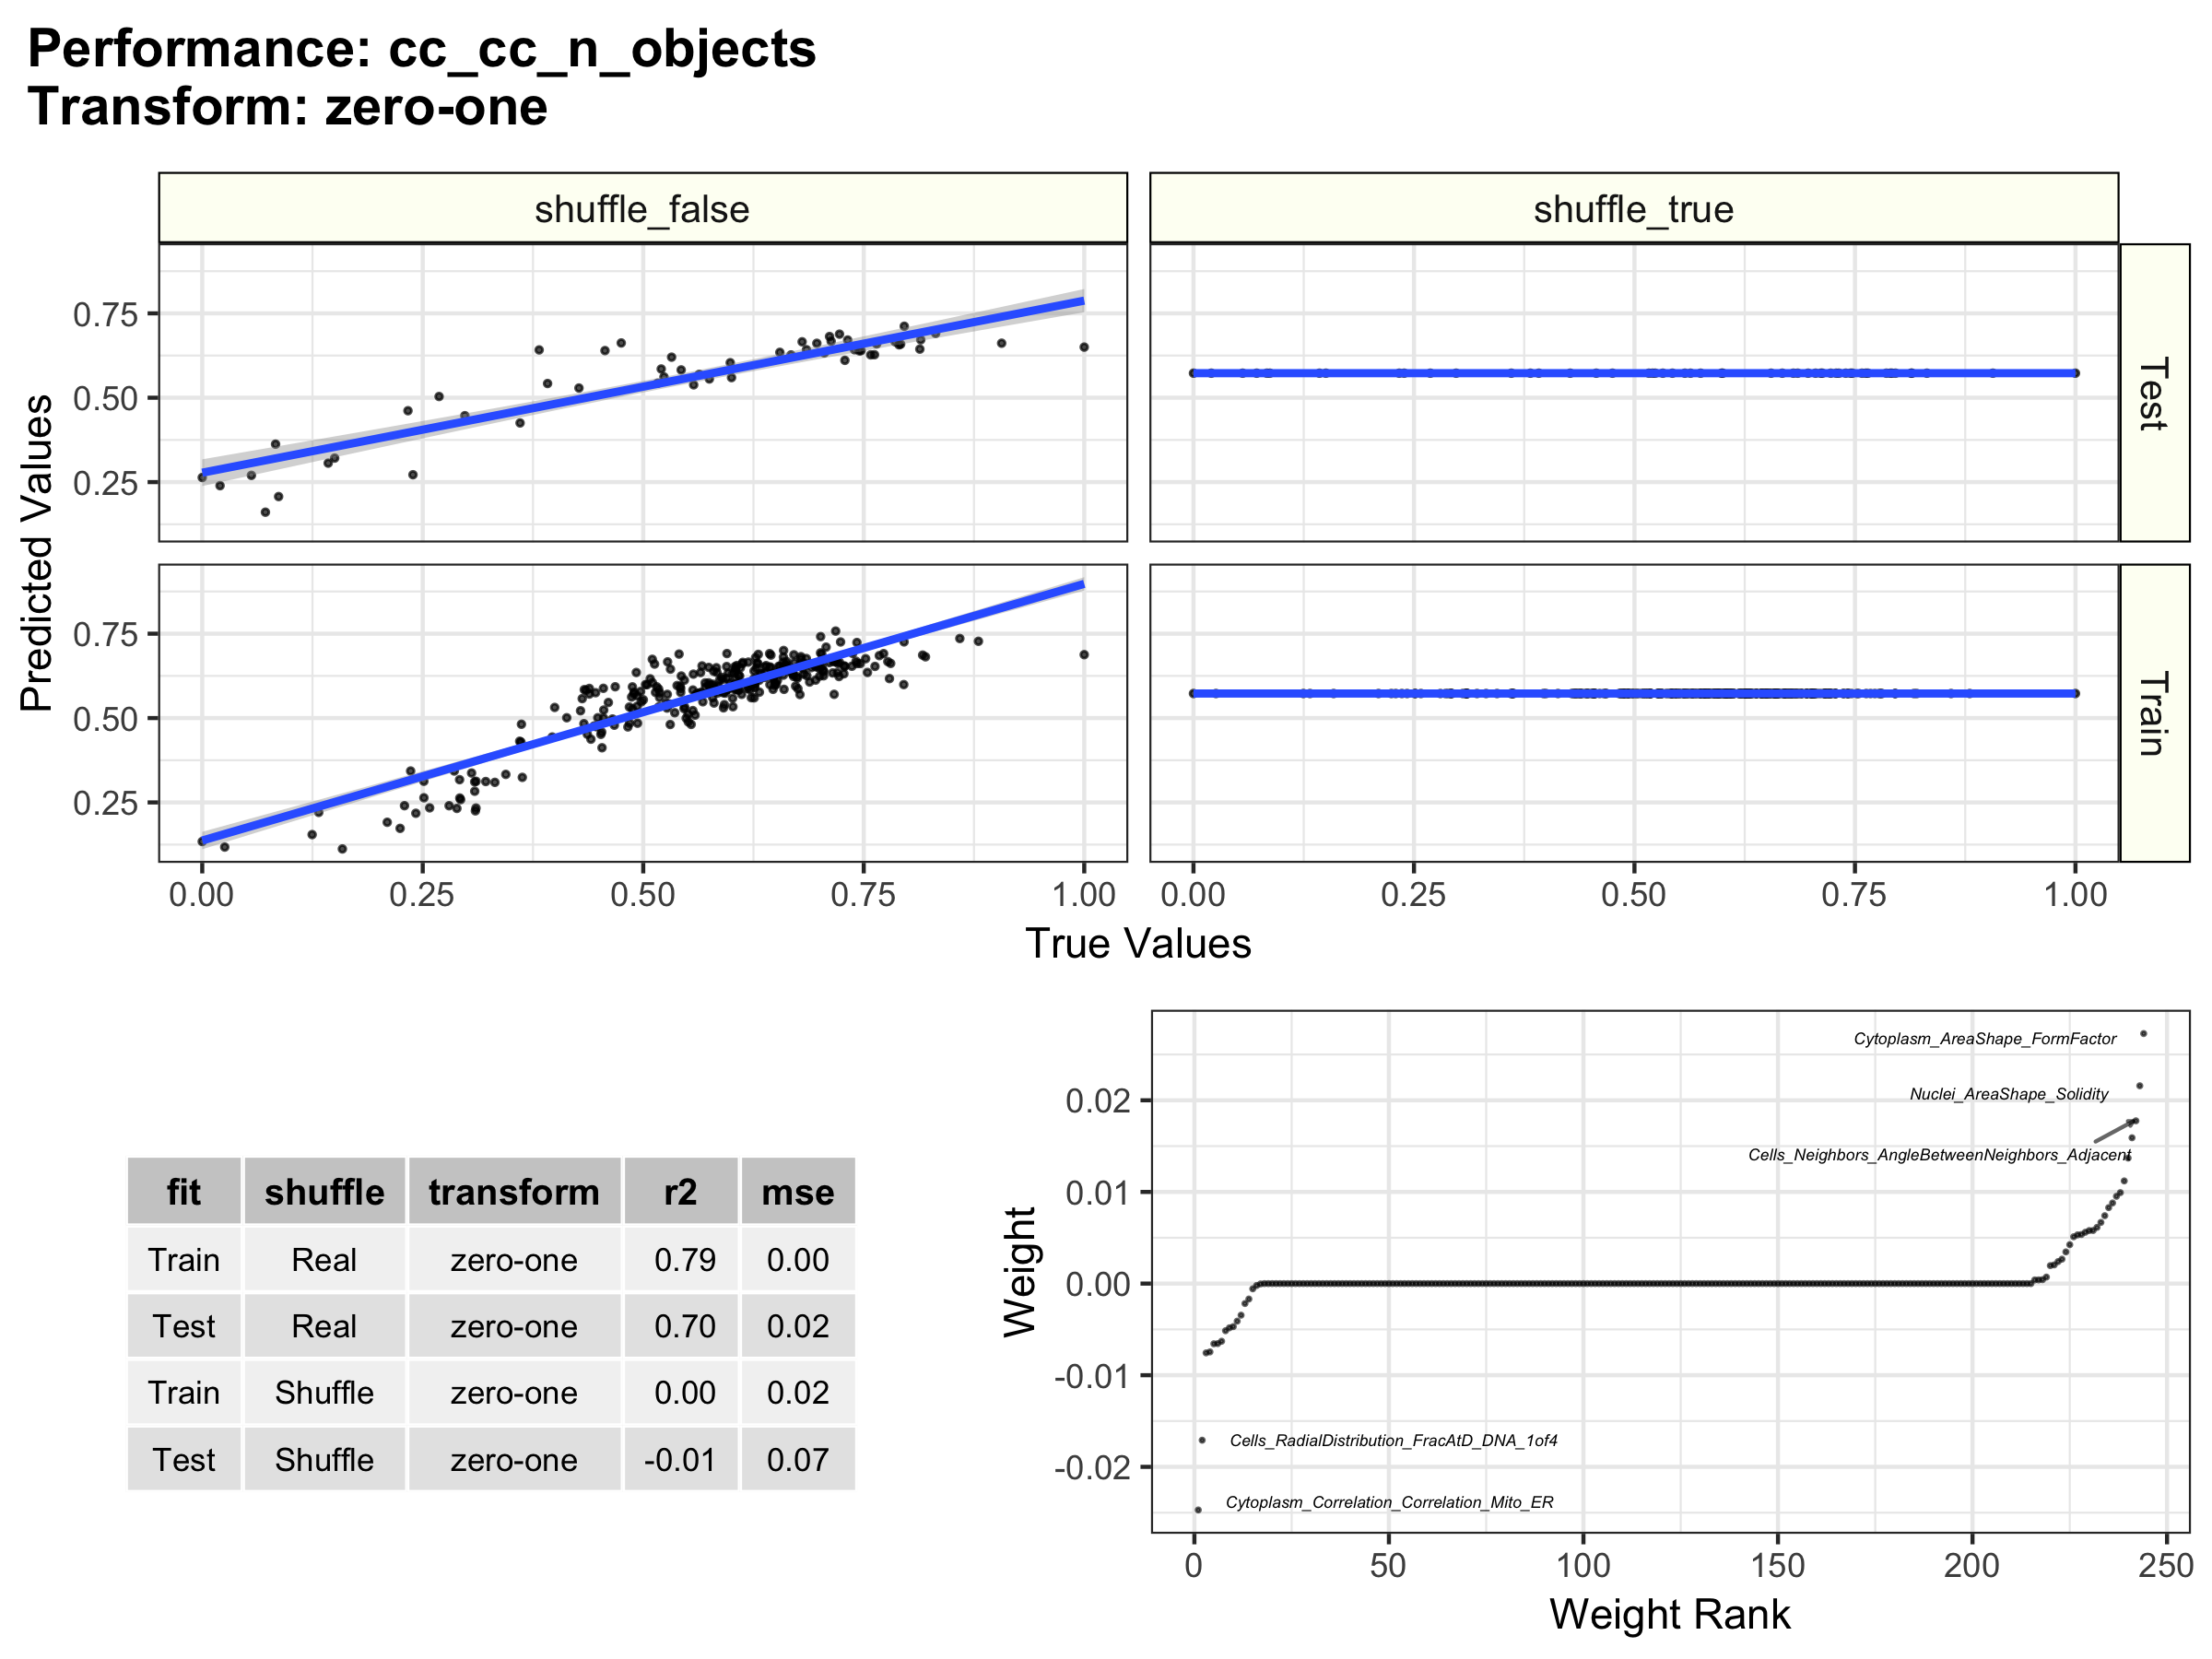 Performance: cc_cc_n_objects
Transform: zero-one
shuffle_false
shuffle_true
Predicted Values
0.75
0.50
0.25
Test
0.75
0.50
0.25
Train
0.00 0.25 0.50 0.75 1.00
0.00 0.25 0.50 0.75 1.00
True Values
fit shuffle transform r2 mse
Train Real zero-one 0.79 0.00
Test Real zero-one 0.70 0.02
Train Shuffle zero-one 0.00 0.02
Test Shuffle zero-one -0.01 0.07
Weight
0.02
0.01
0.00
-0.01
-0.02
Cytoplasm_AreaShape_FormFactor
Nuclei_AreaShape_Solidity
Cells_Neighbors_AngleBetweenNeighbors_Adjacent
Cells_RadialDistribution_FracAtD_DNA_1of4
Cytoplasm_Correlation_Correlation_Mito_ER
0 50 100 150 200 250
Weight Rank